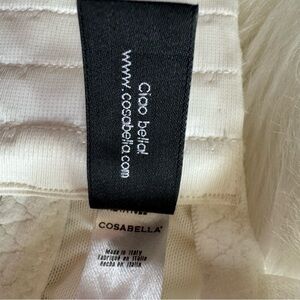 Ciao bella!
www.cosabella.com
COSABELLA
Made in Italy
Fabriqué en Italie
Hecho en Italia